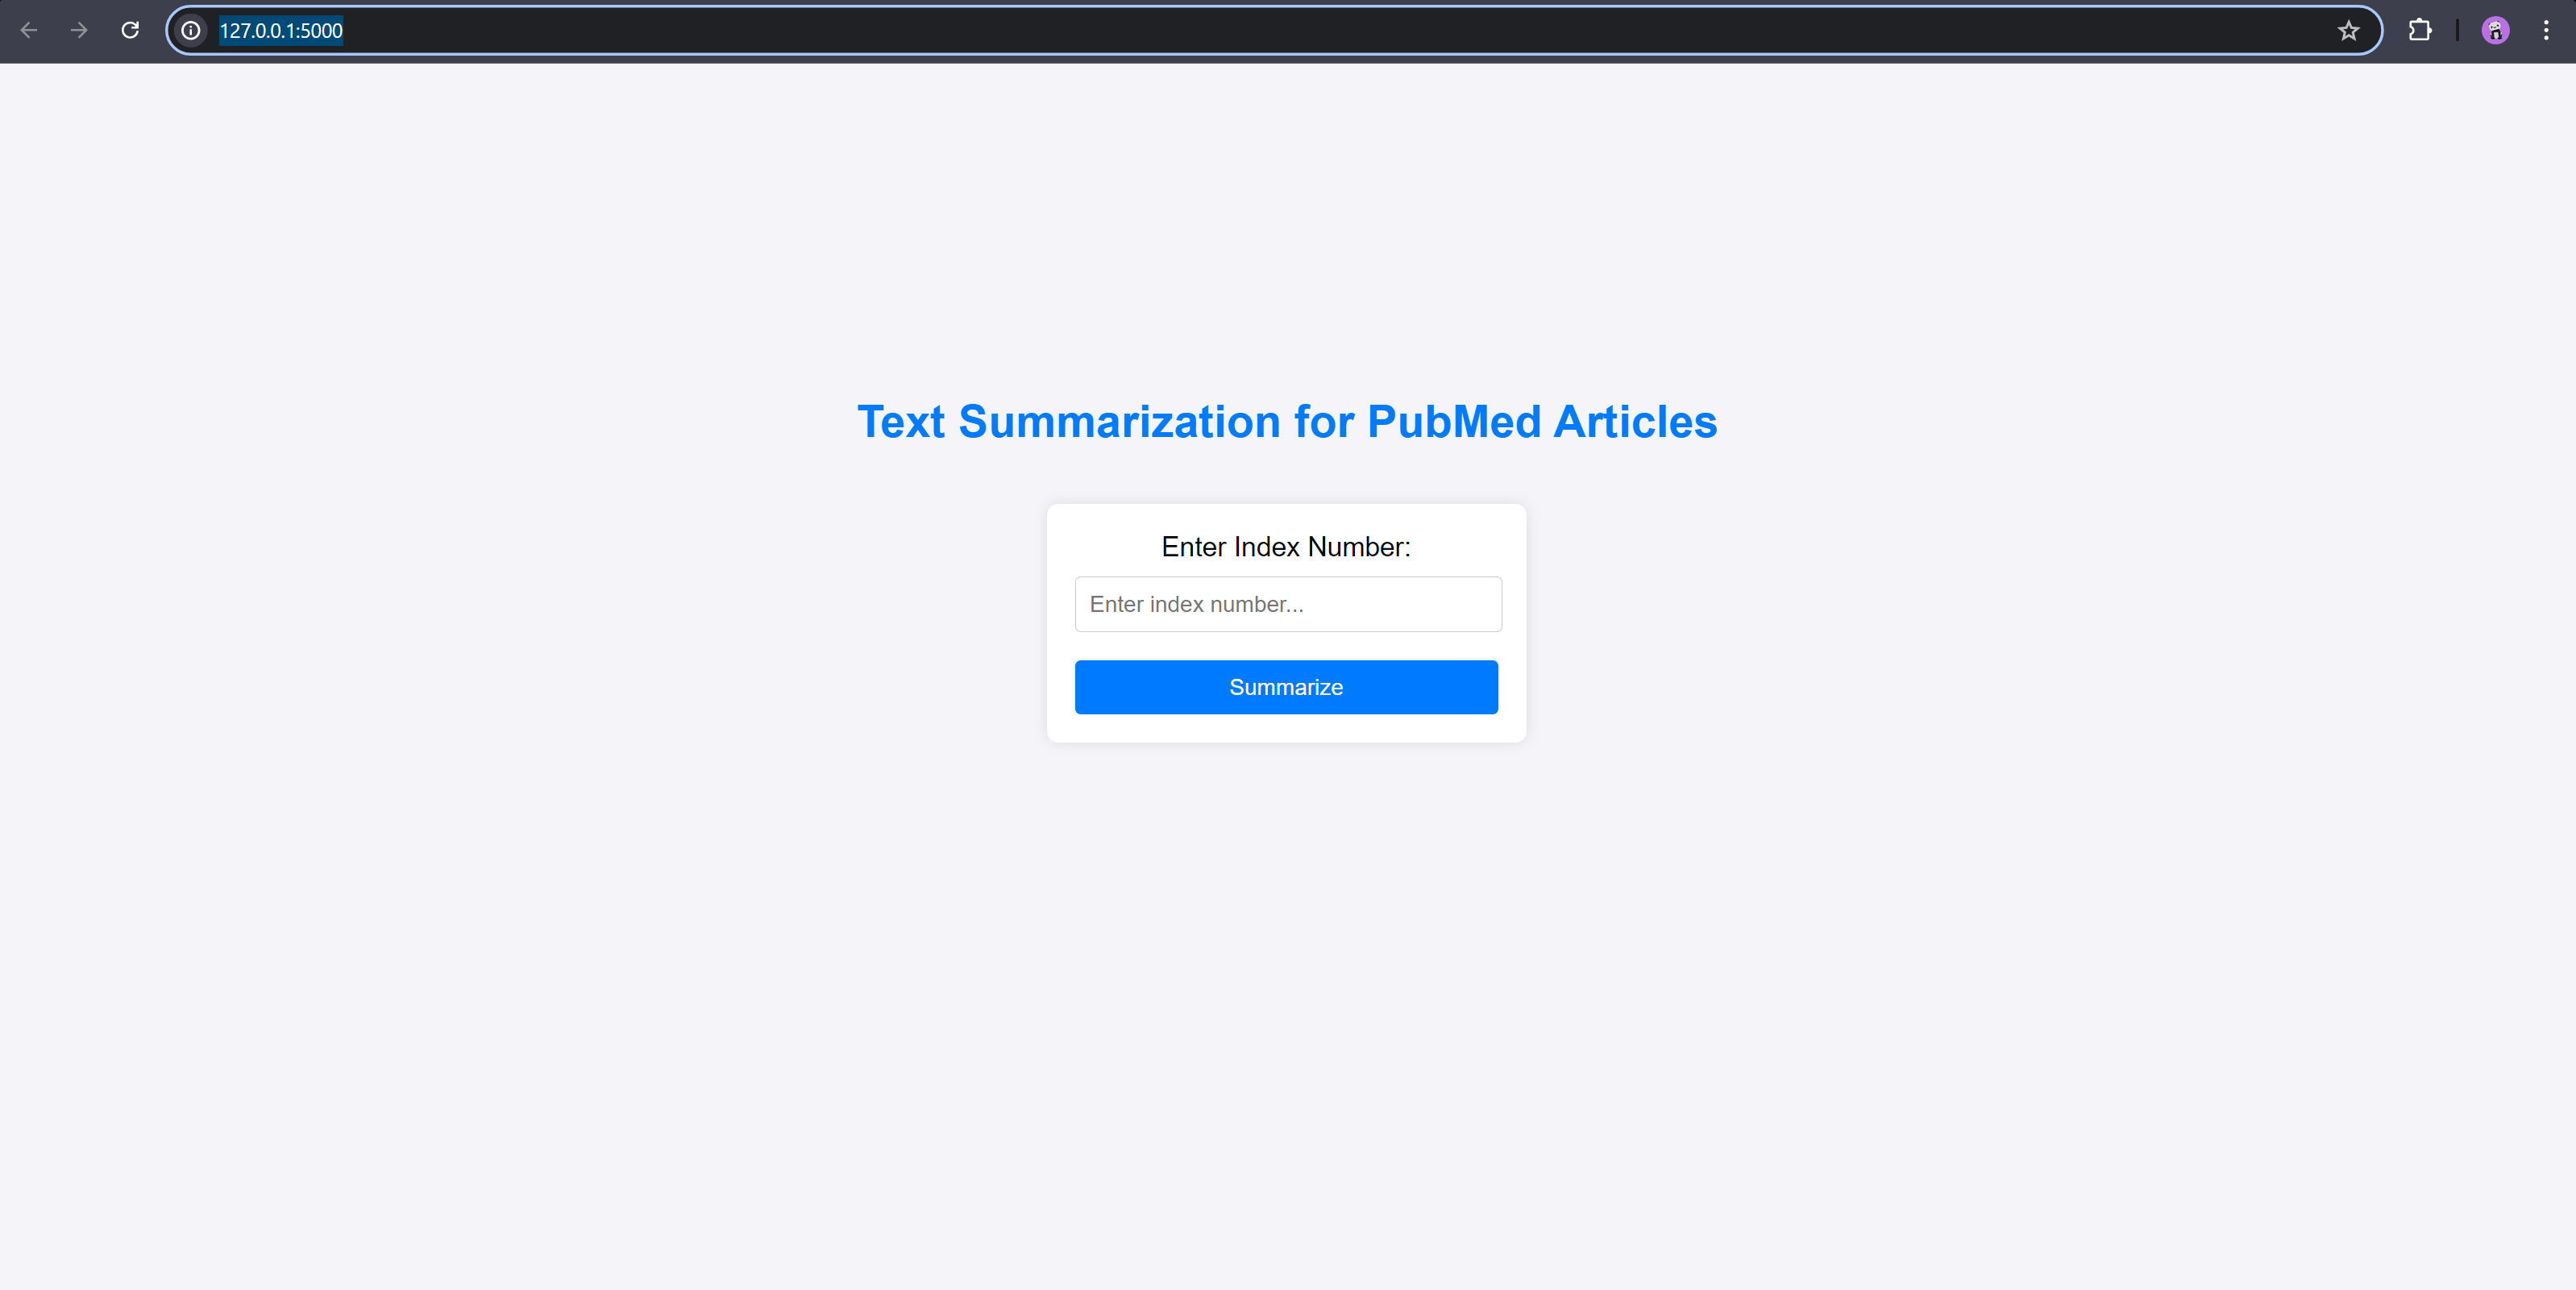 127.0.0.1:5000
Text Summarization for PubMed Articles
Enter Index Number:
Enter index number...
Summarize